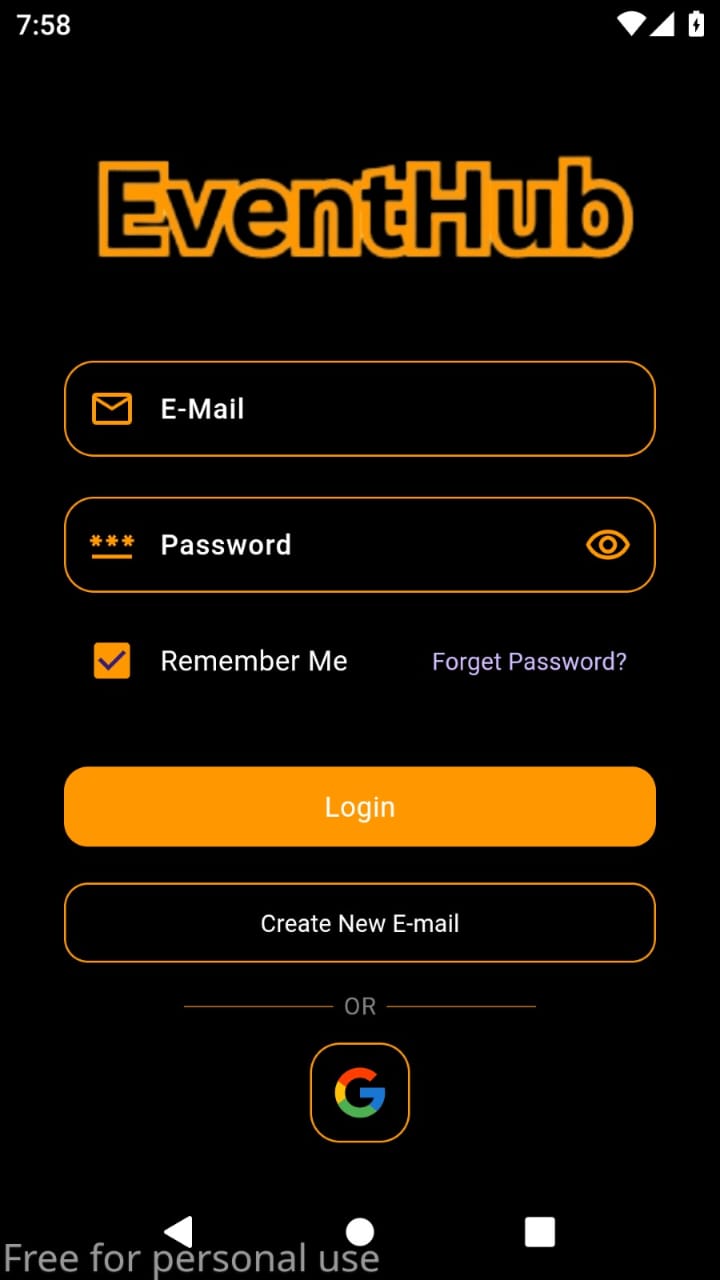 7:58
EventHub
E-Mail
*** Password
Remember Me Forget Password?
Login
Create New E-mail
OR
G
Free for personal use